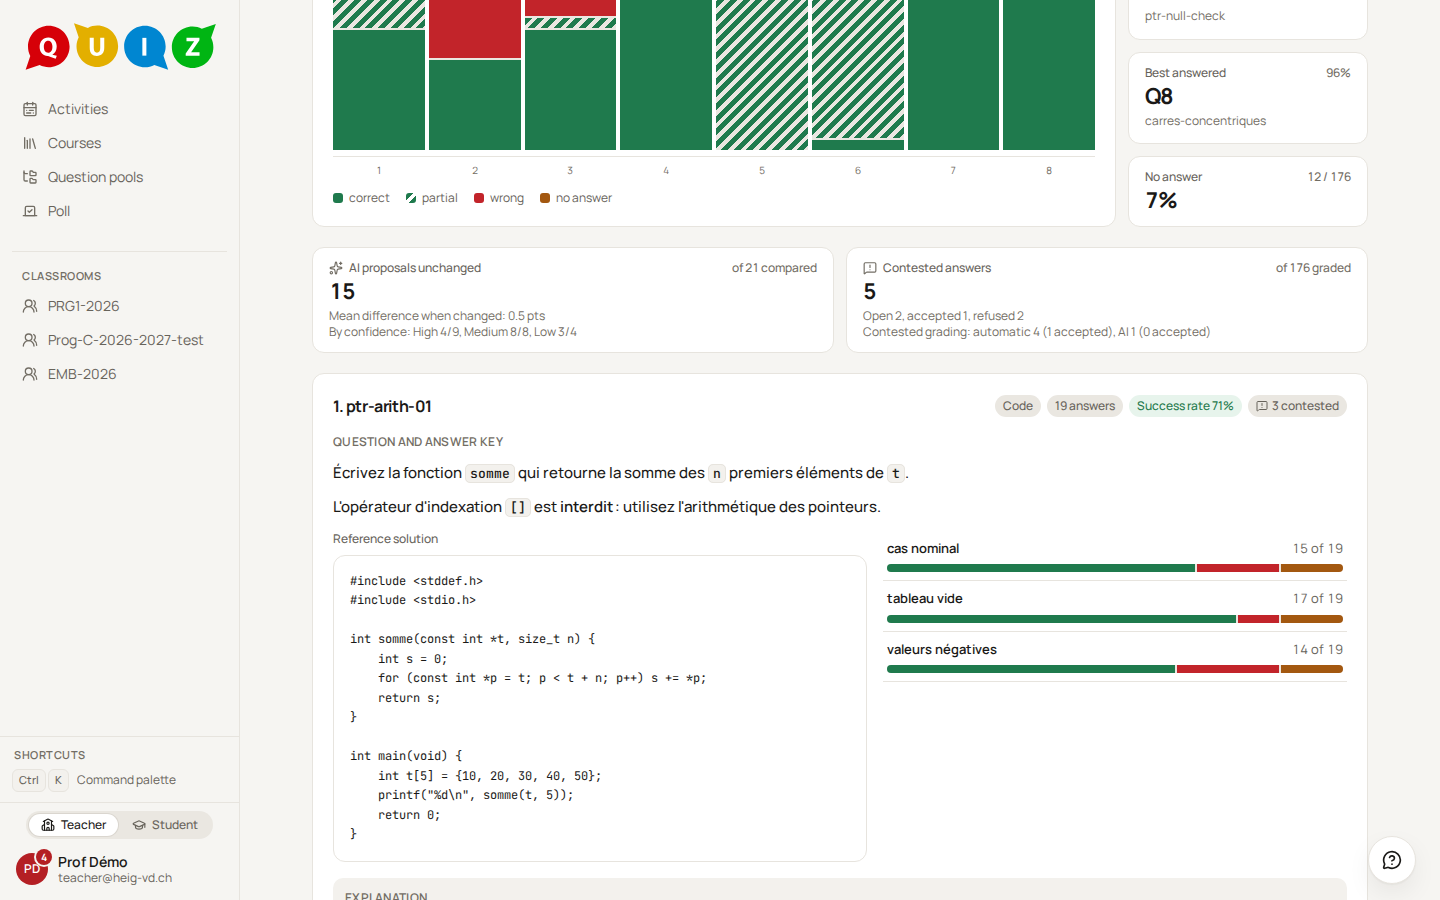 QUIZ
Activities
Courses
Question pools
Poll
CLASSROOMS
PRG1-2026
Prog-C-2026-2027-test
EMB-2026
SHORTCUTS
Ctrl K Command palette
Teacher Student
PD 4
Prof Démo
teacher@heig-vd.ch
1 2 3 4 5 6 7 8
correct partial wrong no answer
ptr-null-check
Best answered 96%
Q8
carres-concentriques
No answer 12 / 176
7%
AI proposals unchanged of 21 compared
15
Mean difference when changed: 0.5 pts
By confidence: High 4/9, Medium 8/8, Low 3/4
Contested answers of 176 graded
5
Open 2, accepted 1, refused 2
Contested grading: automatic 4 (1 accepted), AI 1 (0 accepted)
1. ptr-arith-01 Code 19 answers Success rate 71% 3 contested
QUESTION AND ANSWER KEY
Écrivez la fonction somme qui retourne la somme des n premiers éléments de t.
L'opérateur d'indexation [] est interdit : utilisez l'arithmétique des pointeurs.
Reference solution
#include <stddef.h>
#include <stdio.h>
int somme(const int *t, size_t n) {
    int s = 0;
    for (const int *p = t; p < t + n; p++) s += *p;
    return s;
}
int main(void) {
    int t[5] = {10, 20, 30, 40, 50};
    printf("%d\n", somme(t, 5));
    return 0;
}
cas nominal 15 of 19
tableau vide 17 of 19
valeurs négatives 14 of 19
EXPLANATION